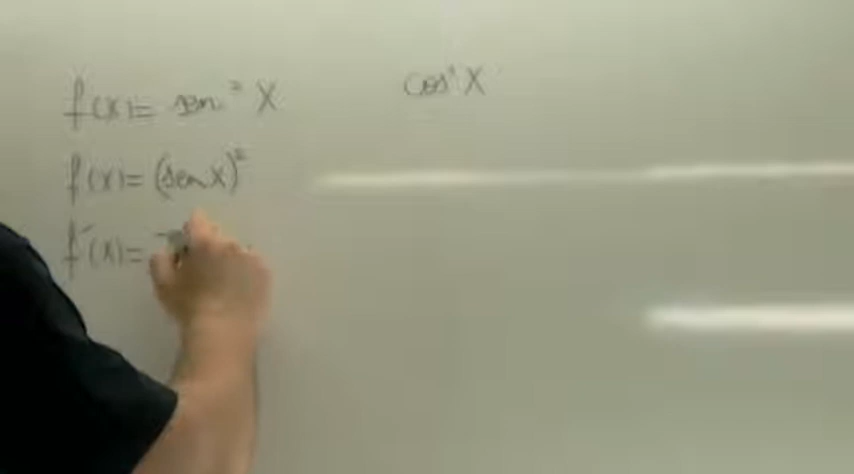 f(x) = sen² x
cos² x
f(x) = (sen x)²
f'(x) =